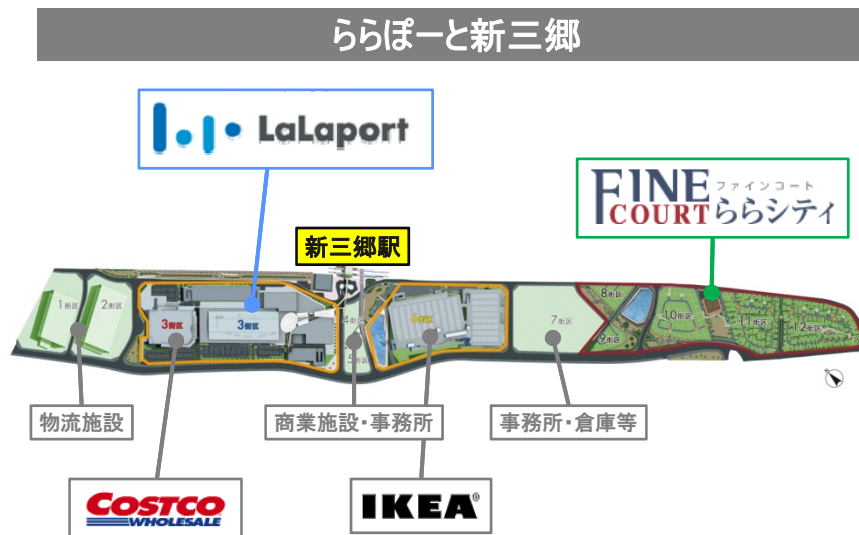 ららぽーと新三郷
LaLaport
FINE
COURT
ファインコート
ららシティ
新三郷駅
1街区
2街区
3街区
3街区
4街区
5街区
6街区
7街区
8街区
9街区
10街区
11街区
12街区
物流施設
商業施設・事務所
事務所・倉庫等
COSTCO
WHOLESALE
IKEA®